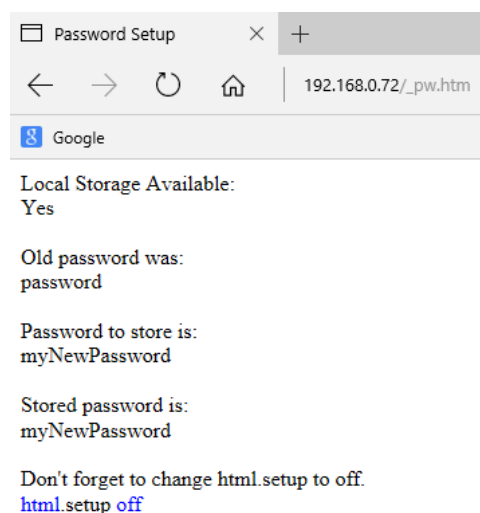 Password Setup
192.168.0.72/_pw.htm
8 Google
Local Storage Available:
Yes
Old password was:
password
Password to store is:
myNewPassword
Stored password is:
myNewPassword
Don't forget to change html.setup to off.
html.setup off